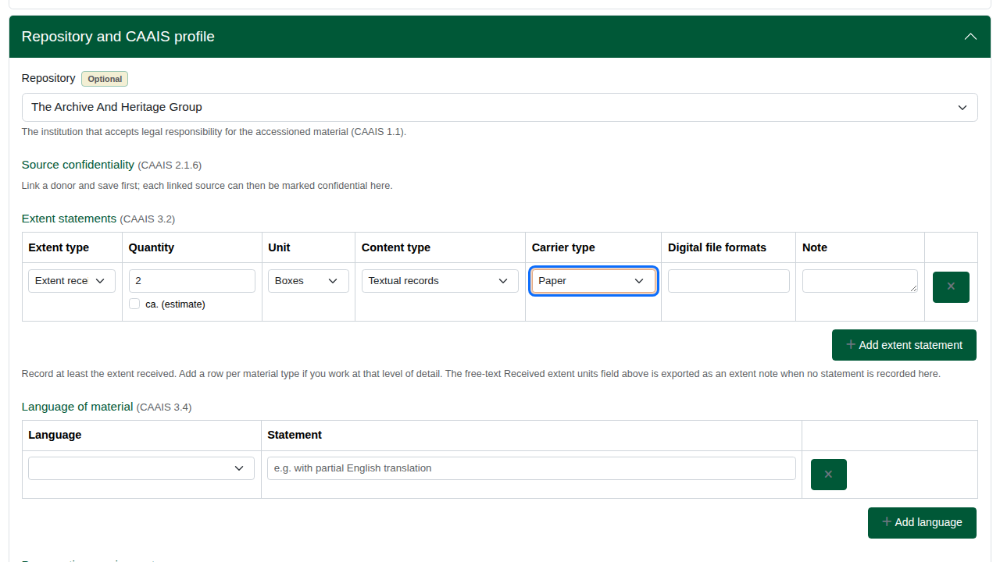 Repository and CAAIS profile
Repository Optional
The Archive And Heritage Group
The institution that accepts legal responsibility for the accessioned material (CAAIS 1.1).
Source confidentiality (CAAIS 2.1.6)
Link a donor and save first; each linked source can then be marked confidential here.
Extent statements (CAAIS 3.2)
Extent type Quantity Unit Content type Carrier type Digital file formats Note
Extent rece 2 Boxes Textual records Paper
ca. (estimate)
+ Add extent statement
Record at least the extent received. Add a row per material type if you work at that level of detail. The free-text Received extent units field above is exported as an extent note when no statement is recorded here.
Language of material (CAAIS 3.4)
Language Statement
e.g. with partial English translation
+ Add language